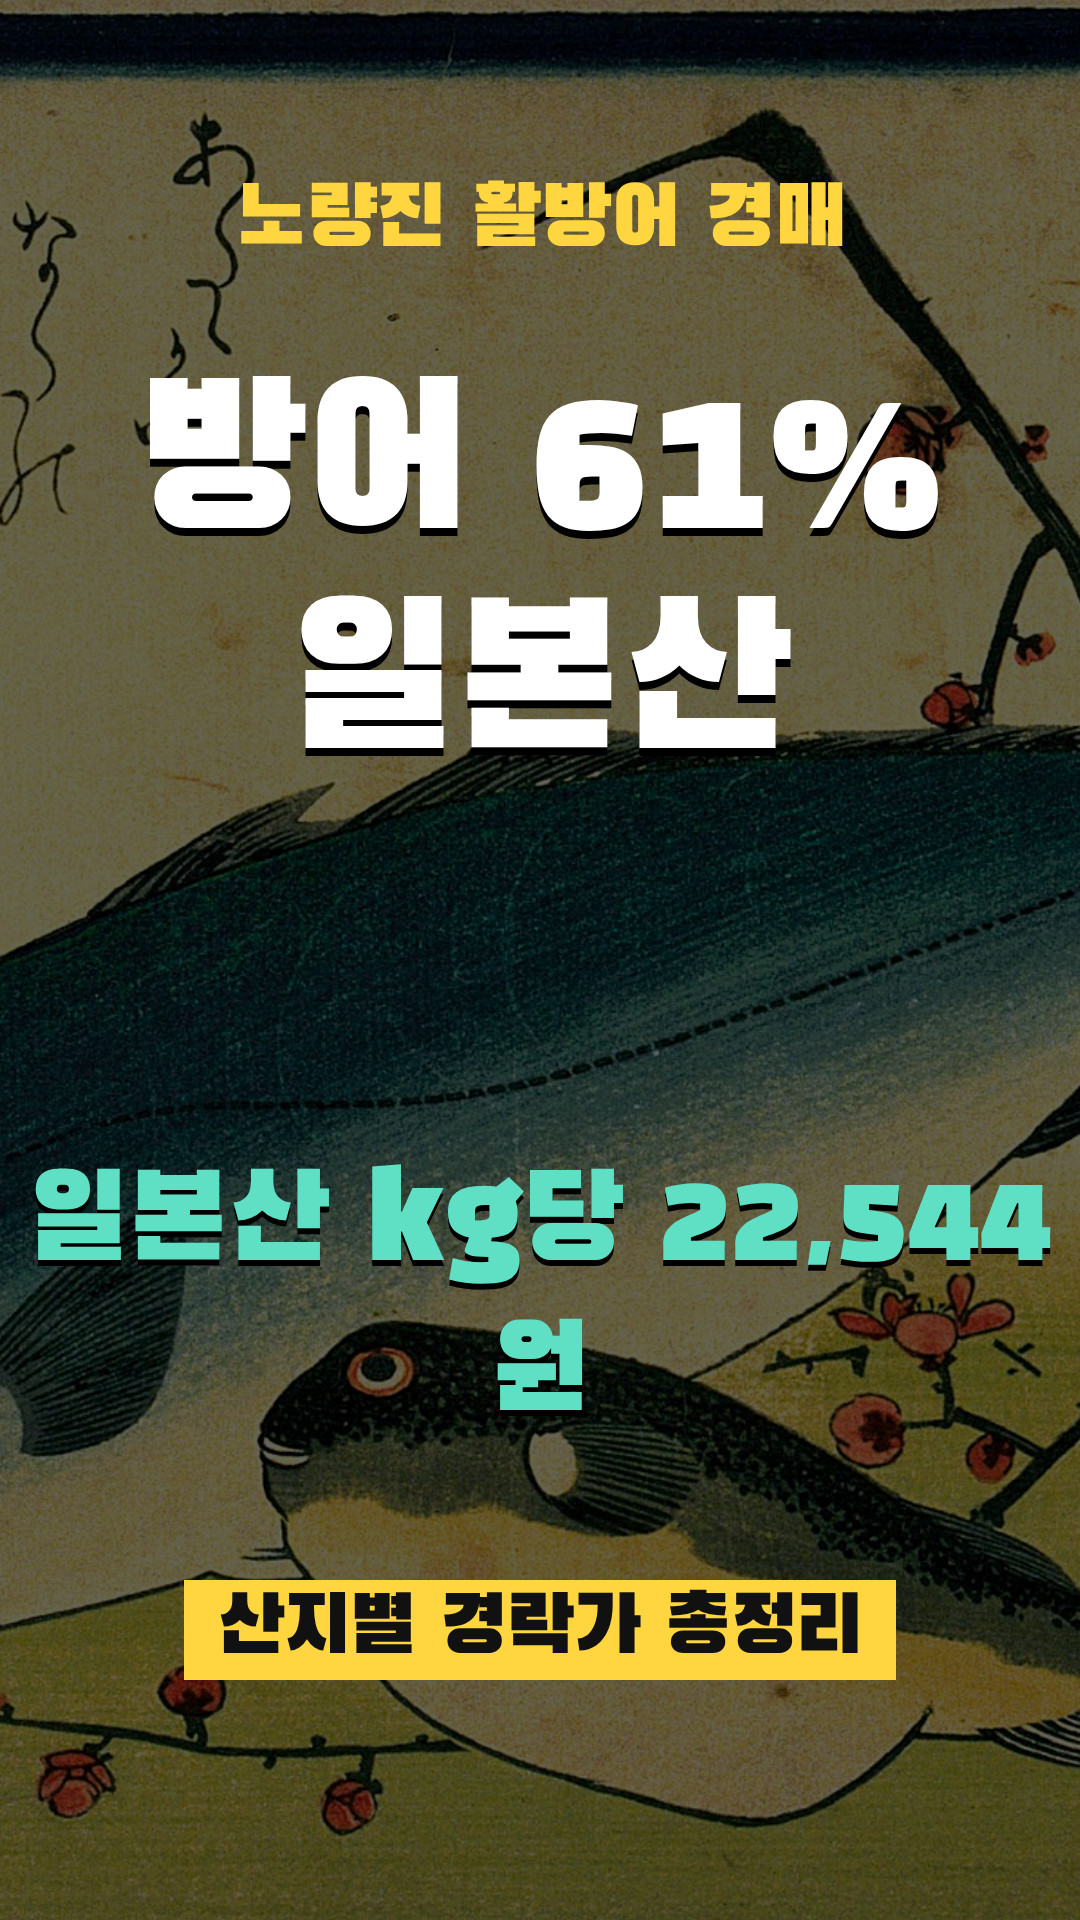 노량진 활방어 경매
방어 61%
일본산
일본산 kg당 22,544
원
산지별 경락가 총정리